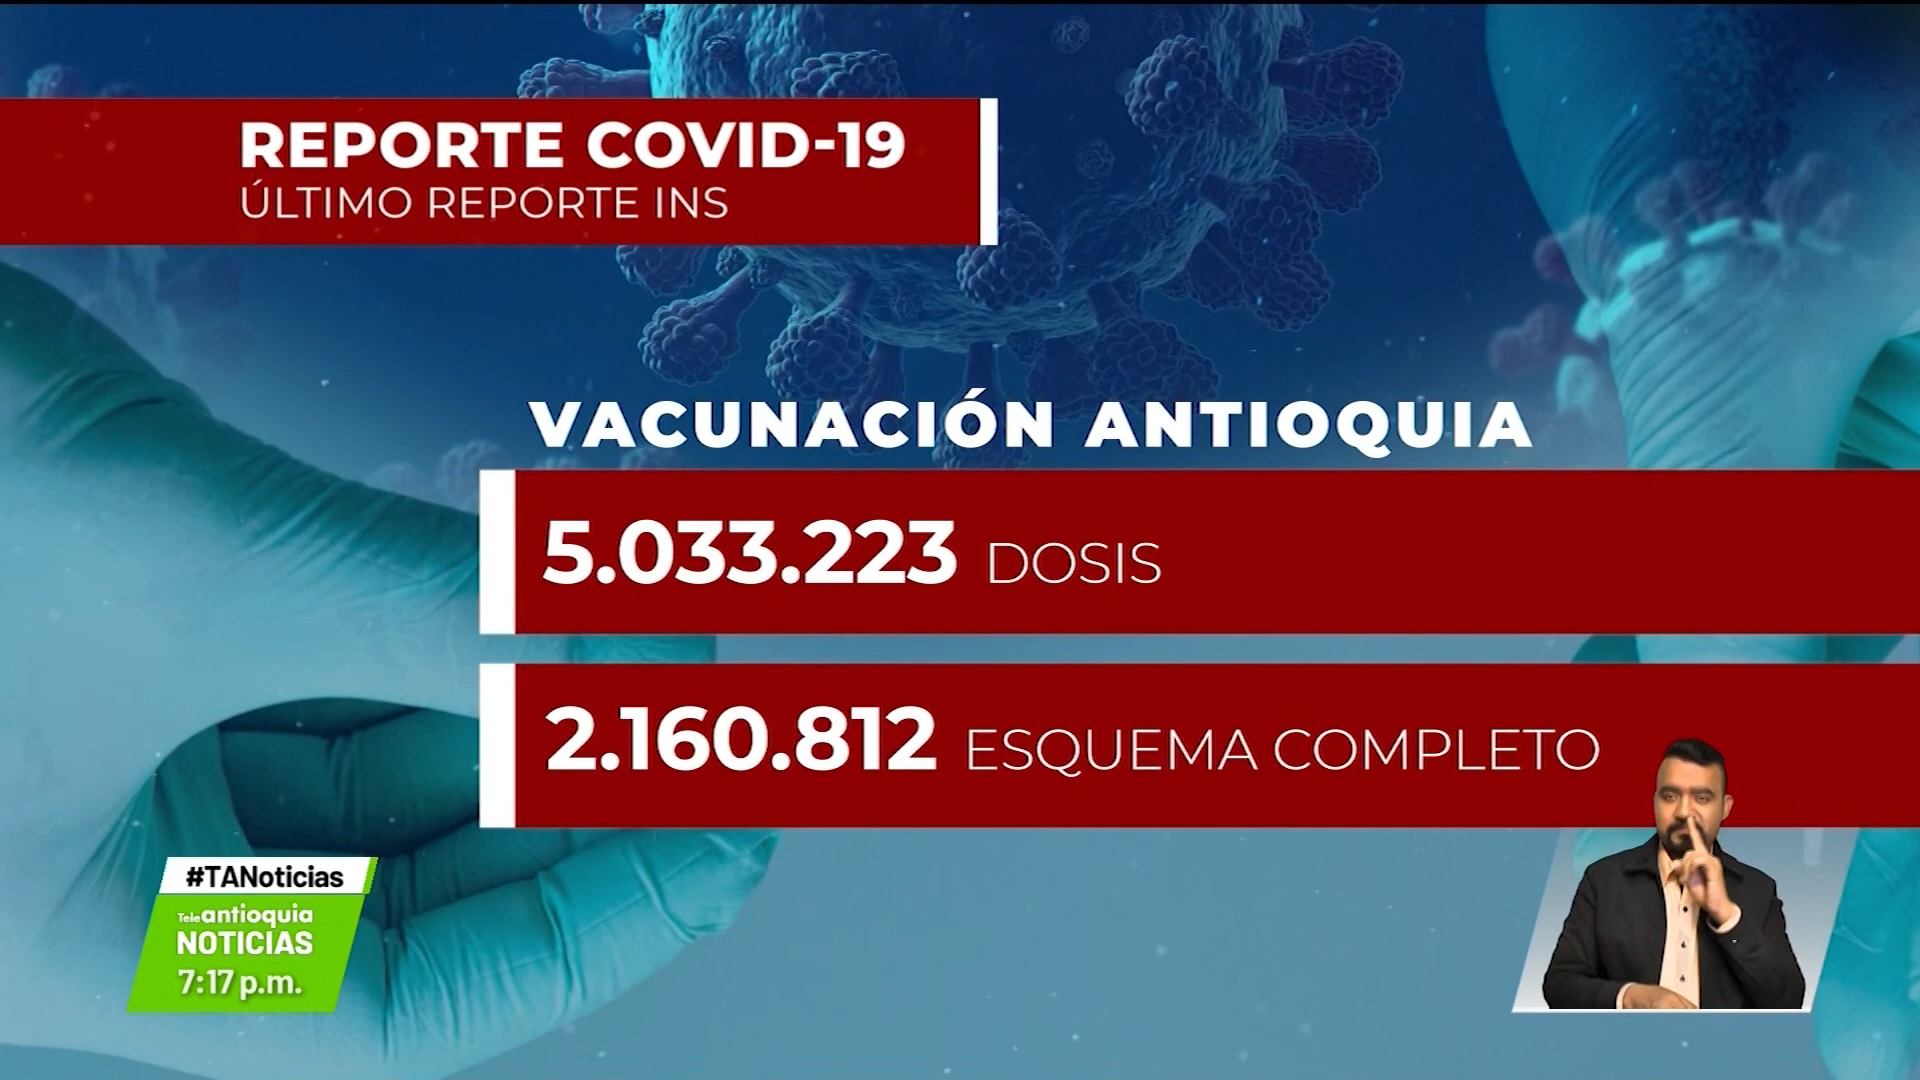 REPORTE COVID-19
ÚLTIMO REPORTE INS
VACUNACIÓN ANTIOQUIA
5.033.223 DOSIS
2.160.812 ESQUEMA COMPLETO
#TANoticias
Teleantioquia
NOTICIAS
7:17 p.m.